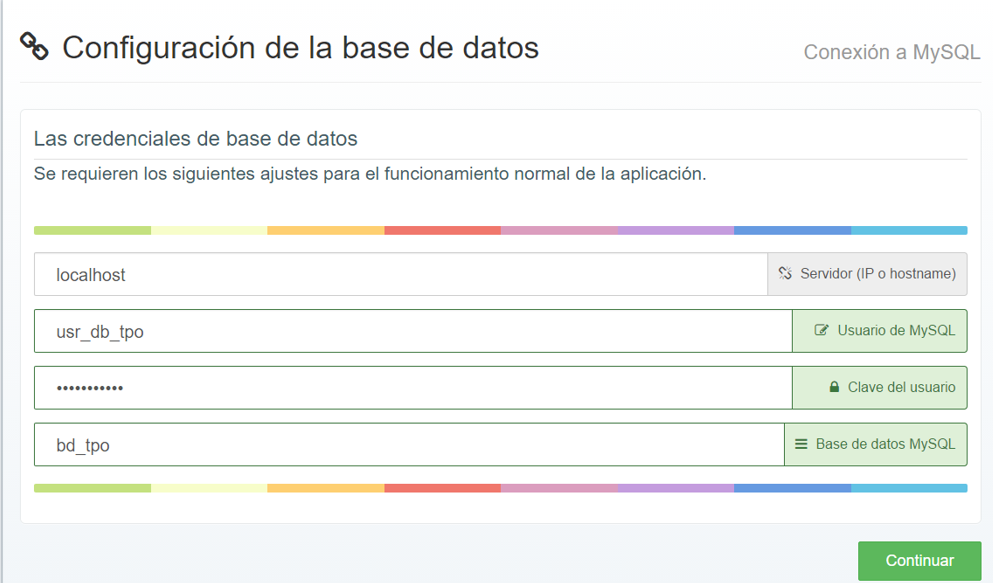 Configuración de la base de datos
Conexión a MySQL
Las credenciales de base de datos
Se requieren los siguientes ajustes para el funcionamiento normal de la aplicación.
localhost
Servidor (IP o hostname)
usr_db_tpo
Usuario de MySQL
•••••••••••
Clave del usuario
bd_tpo
Base de datos MySQL
Continuar